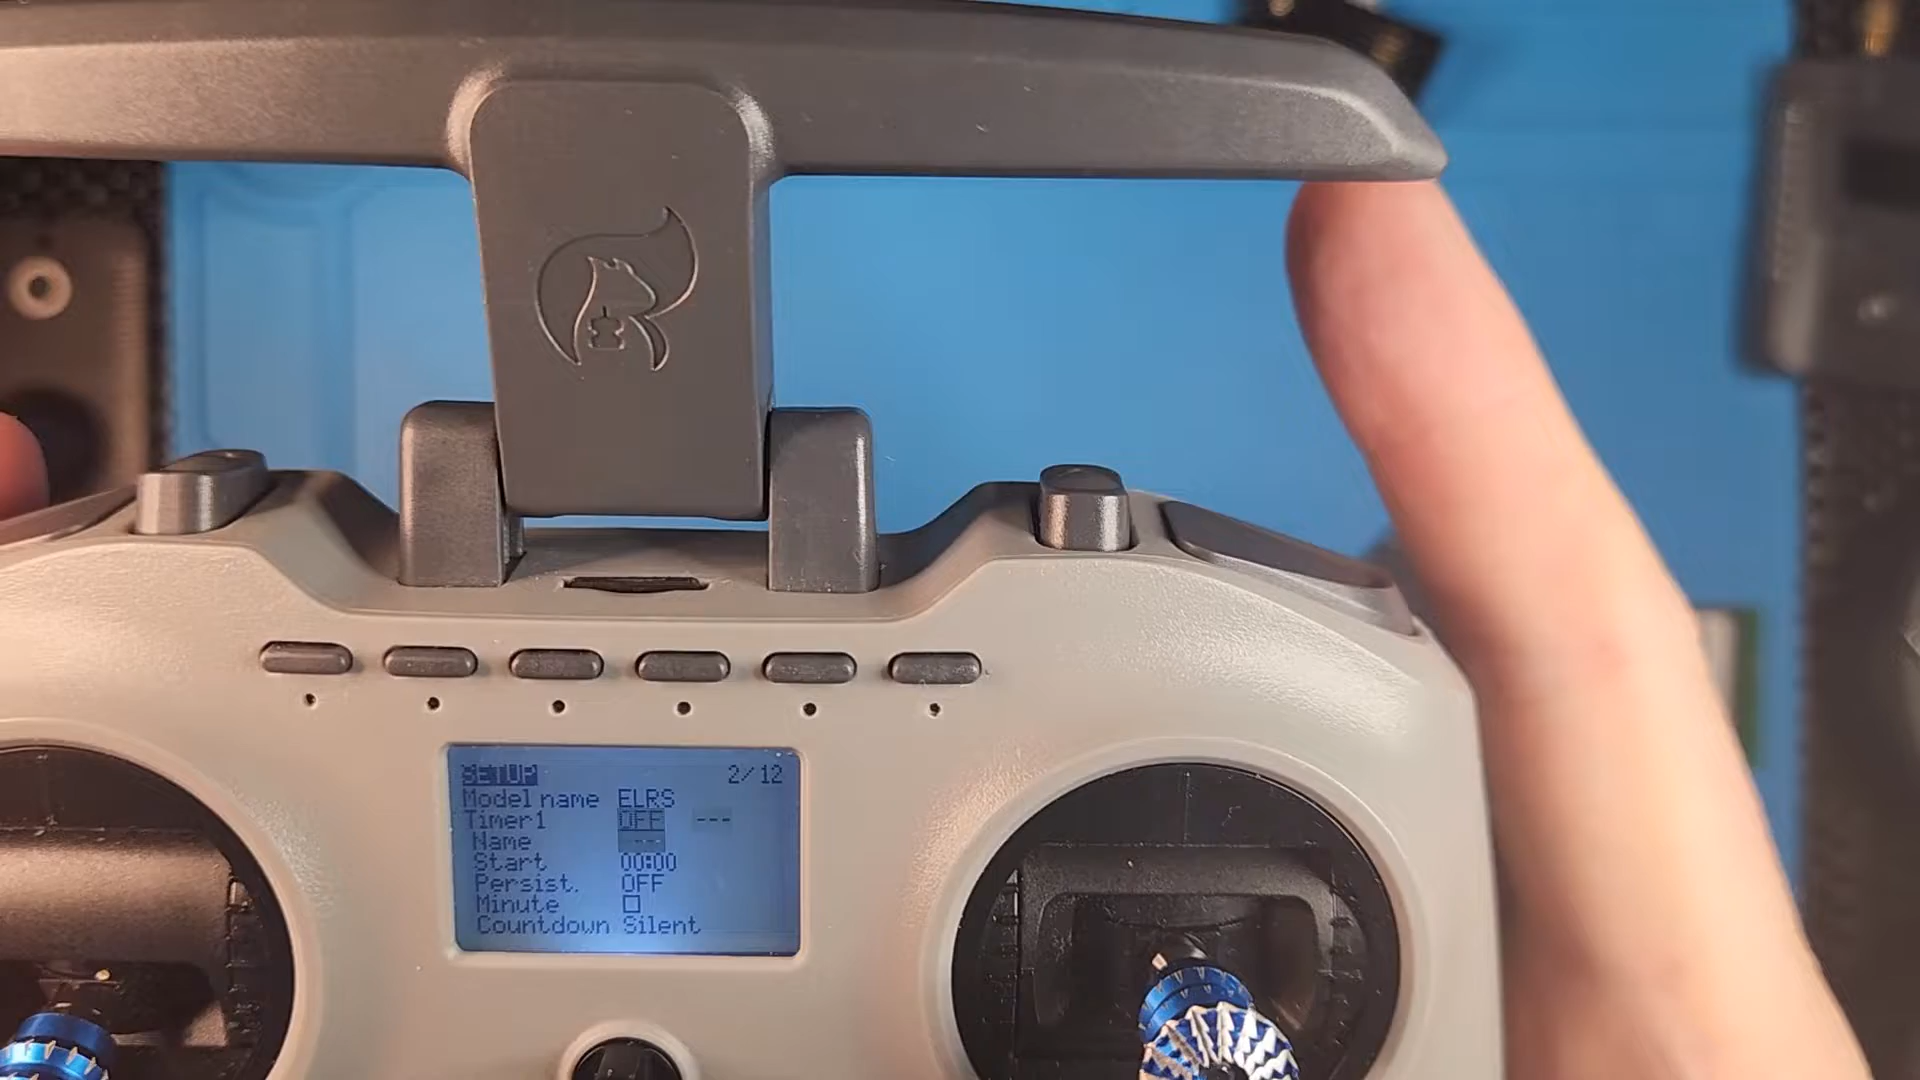 SETUP 2/12
Model name ELRS
Timer1 OFF ---
Name ---
Start 00:00
Persist. OFF
Minute
Countdown Silent